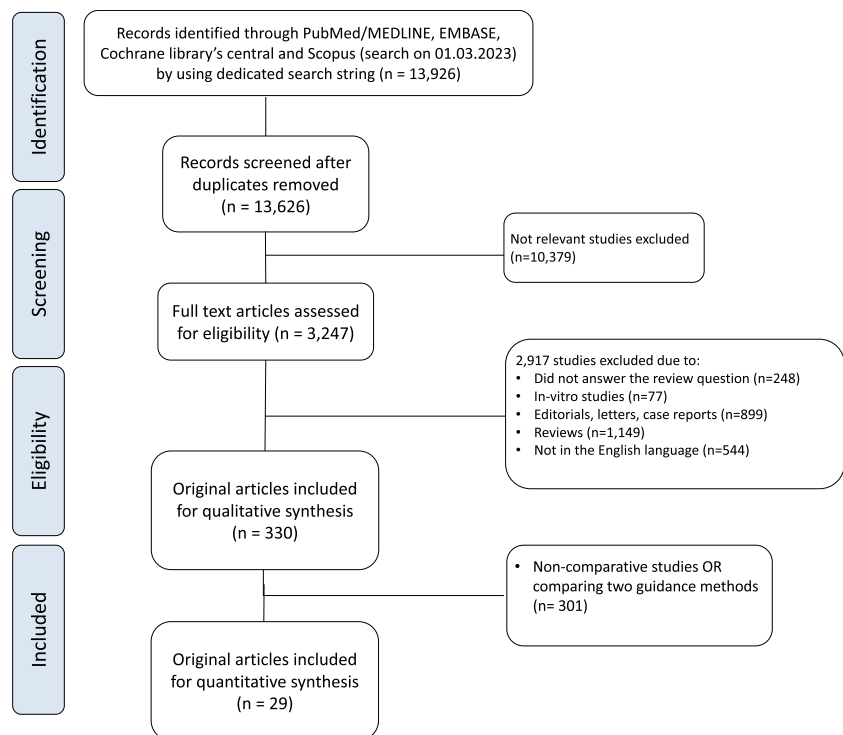 Identification
Records identified through PubMed/MEDLINE, EMBASE,
Cochrane library's central and Scopus (search on 01.03.2023)
by using dedicated search string (n = 13,926)
Records screened after
duplicates removed
(n = 13,626)
Screening
Not relevant studies excluded
(n=10,379)
Full text articles assessed
for eligibility (n = 3,247)
Eligibility
2,917 studies excluded due to:
• Did not answer the review question (n=248)
• In-vitro studies (n=77)
• Editorials, letters, case reports (n=899)
• Reviews (n=1,149)
• Not in the English language (n=544)
Original articles included
for qualitative synthesis
(n = 330)
Included
• Non-comparative studies OR
comparing two guidance methods
(n= 301)
Original articles included
for quantitative synthesis
(n = 29)